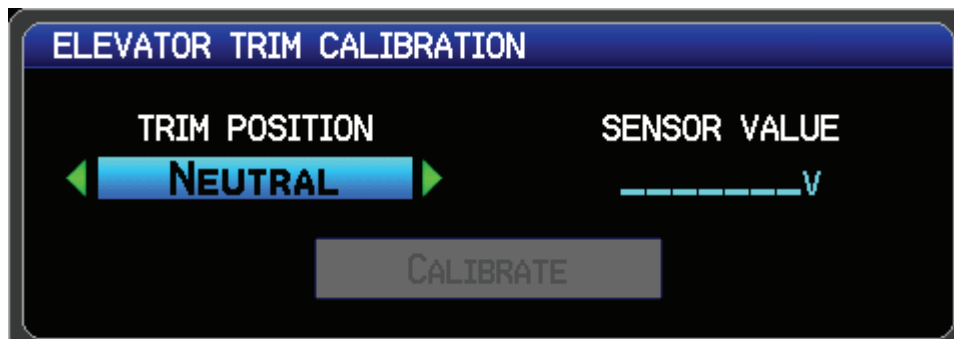 ELEVATOR TRIM CALIBRATION
TRIM POSITION SENSOR VALUE
NEUTRAL _______V
CALIBRATE